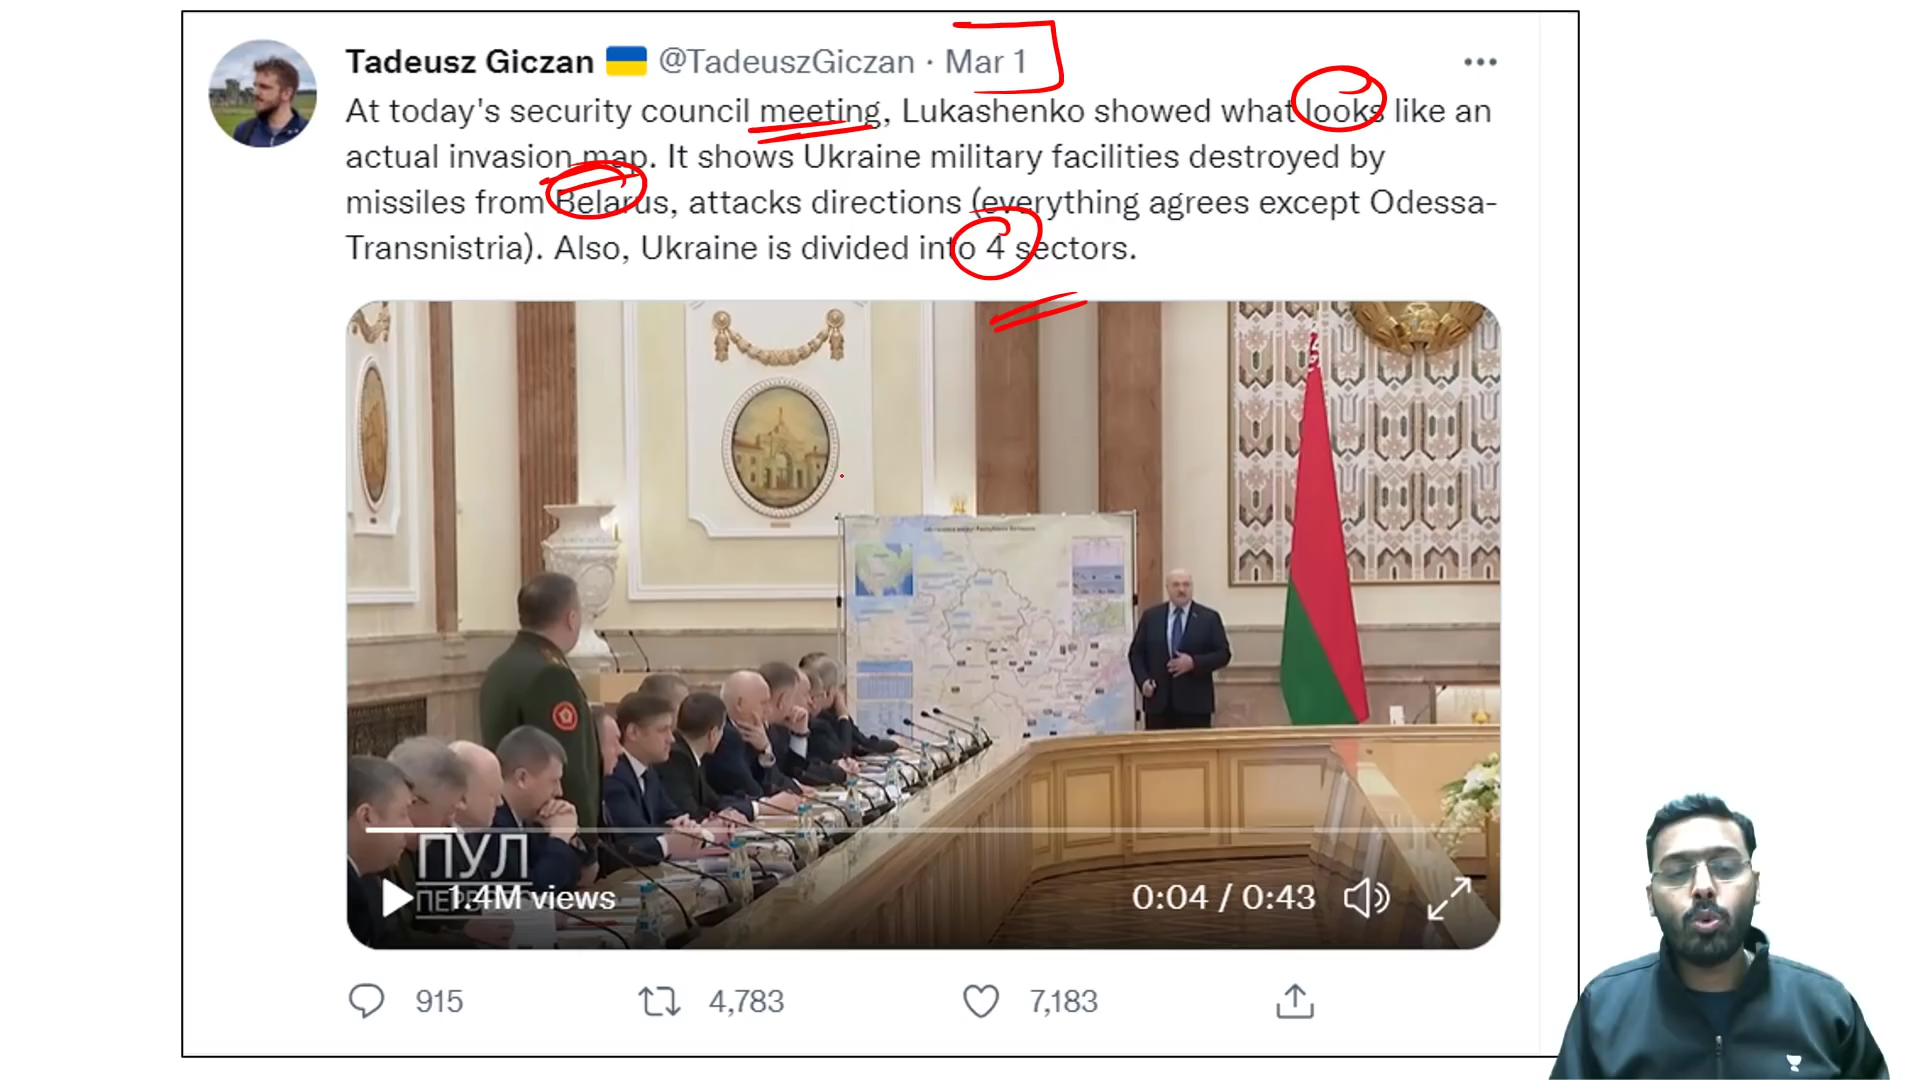 Tadeusz Giczan @TadeuszGiczan · Mar 1
At today's security council meeting, Lukashenko showed what looks like an
actual invasion map. It shows Ukraine military facilities destroyed by
missiles from Belarus, attacks directions (everything agrees except Odessa-
Transnistria). Also, Ukraine is divided into 4 sectors.
ПУЛ
1.4M views
0:04 / 0:43
915
4,783
7,183